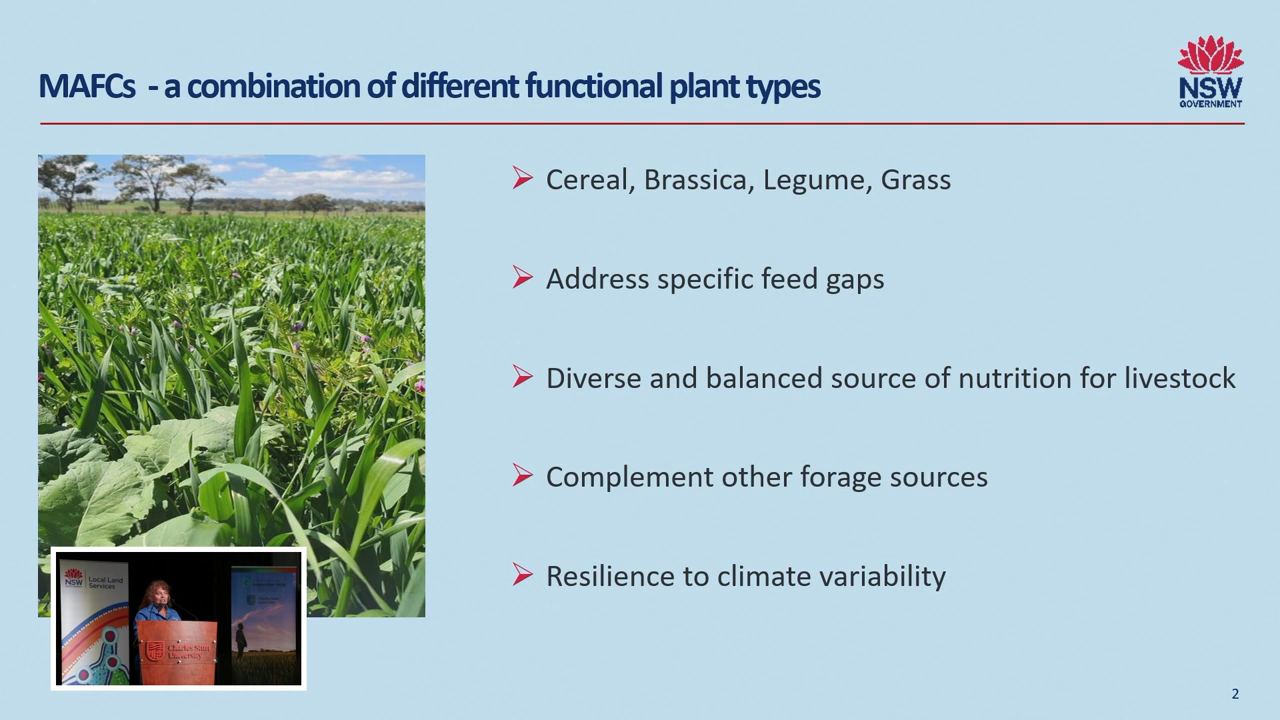 MAFCs - a combination of different functional plant types
NSW
GOVERNMENT
Cereal, Brassica, Legume, Grass
Address specific feed gaps
Diverse and balanced source of nutrition for livestock
Complement other forage sources
Resilience to climate variability
NSW
Local Land
Services
Charles Sturt
University
2